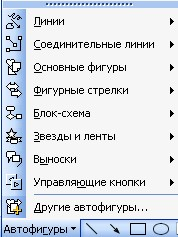 Линии
Соединительные линии
Основные фигуры
Фигурные стрелки
Блок-схема
Звезды и ленты
Выноски
Управляющие кнопки
Другие автофигуры...
Автофигуры